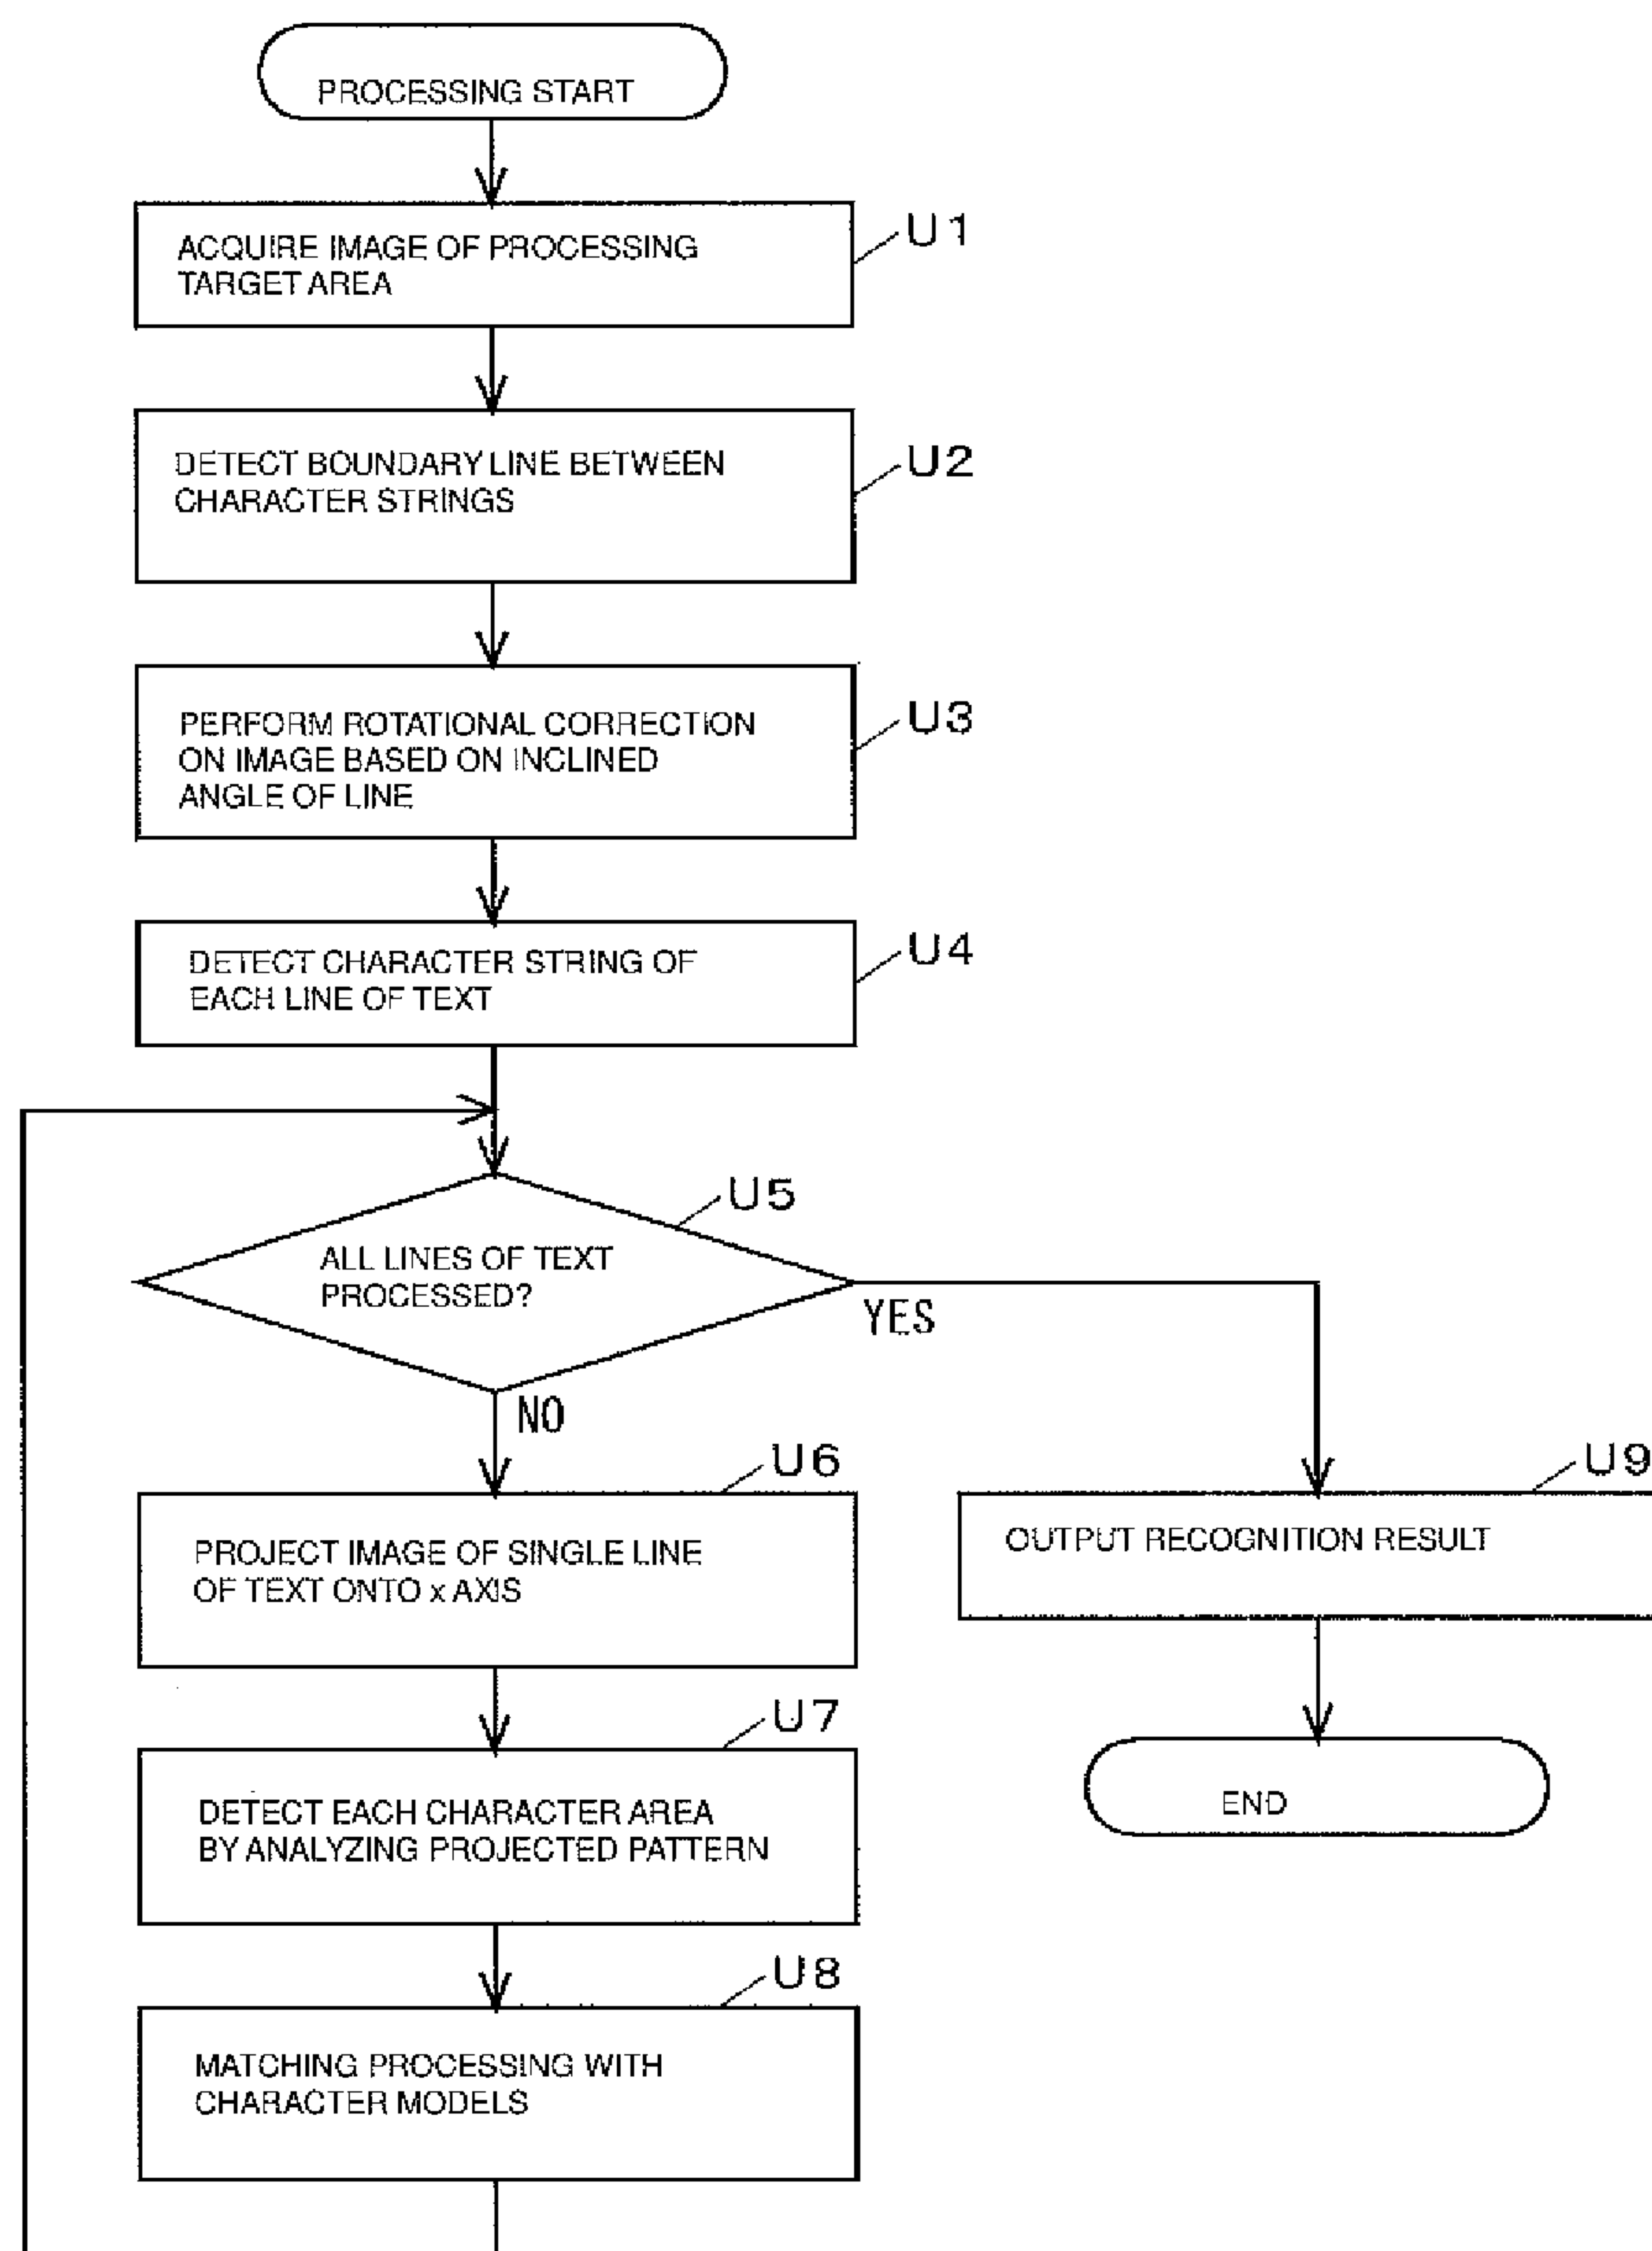 PROCESSING START
ACQUIRE IMAGE OF PROCESSING
TARGET AREA
U1
DETECT BOUNDARY LINE BETWEEN
CHARACTER STRINGS
U2
PERFORM ROTATIONAL CORRECTION
ON IMAGE BASED ON INCLINED
ANGLE OF LINE
U3
DETECT CHARACTER STRING OF
EACH LINE OF TEXT
U4
U5
ALL LINES OF TEXT
PROCESSED?
YES
NO
U6
PROJECT IMAGE OF SINGLE LINE
OF TEXT ONTO x AXIS
U9
OUTPUT RECOGNITION RESULT
U7
DETECT EACH CHARACTER AREA
BY ANALYZING PROJECTED PATTERN
END
U8
MATCHING PROCESSING WITH
CHARACTER MODELS